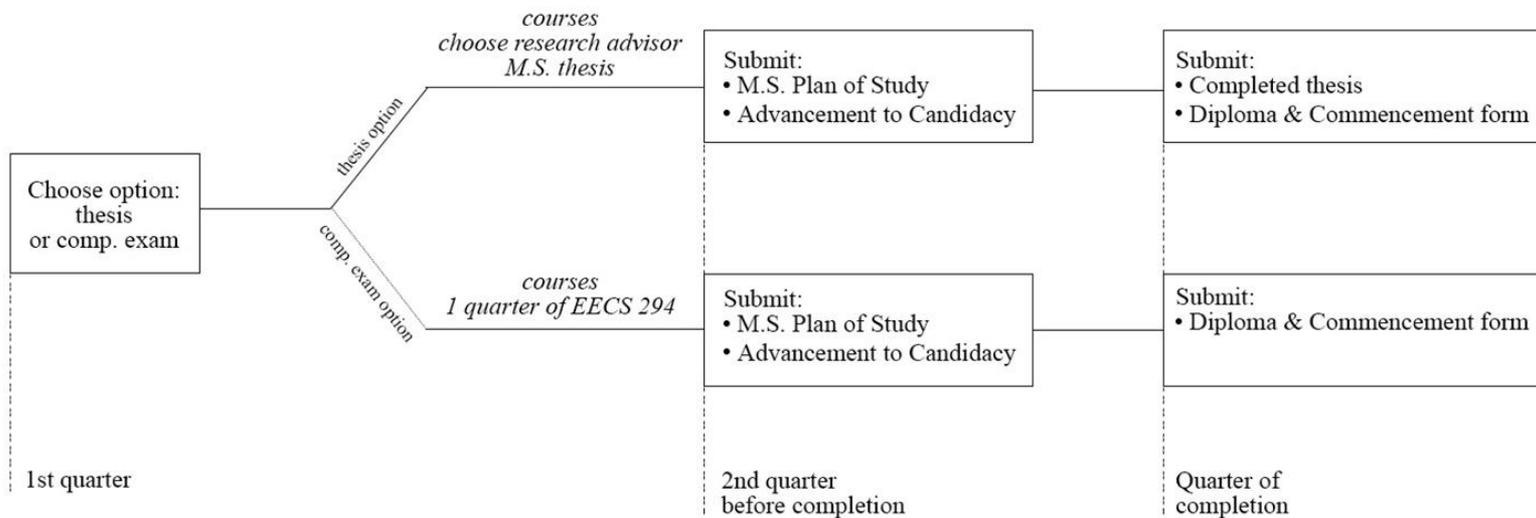 Choose option:
thesis
or comp. exam
thesis option
comp. exam option
courses
choose research advisor
M.S. thesis
Submit:
• M.S. Plan of Study
• Advancement to Candidacy
Submit:
• Completed thesis
• Diploma & Commencement form
courses
1 quarter of EECS 294
Submit:
• M.S. Plan of Study
• Advancement to Candidacy
Submit:
• Diploma & Commencement form
1st quarter
2nd quarter
before completion
Quarter of
completion